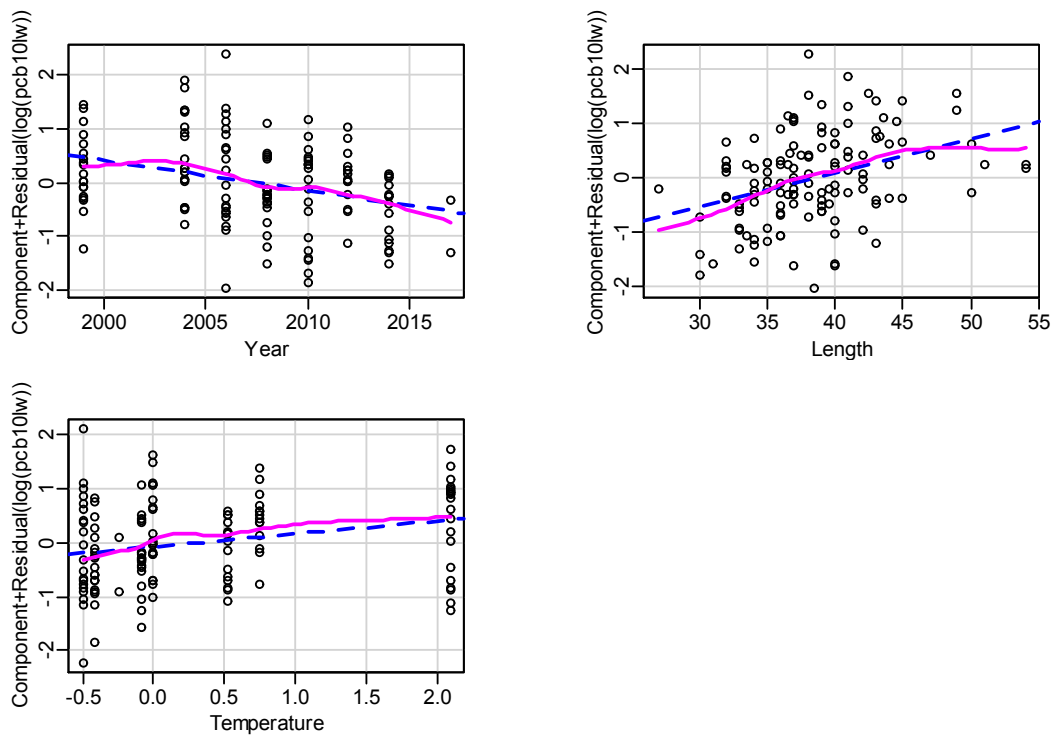 Component+Residual(log(pcb10lw))
2
1
0
-1
-2
2000 2005 2010 2015
Year
Component+Residual(log(pcb10lw))
2
1
0
-1
-2
30 35 40 45 50 55
Length
Component+Residual(log(pcb10lw))
2
1
0
-1
-2
-0.5 0.0 0.5 1.0 1.5 2.0
Temperature